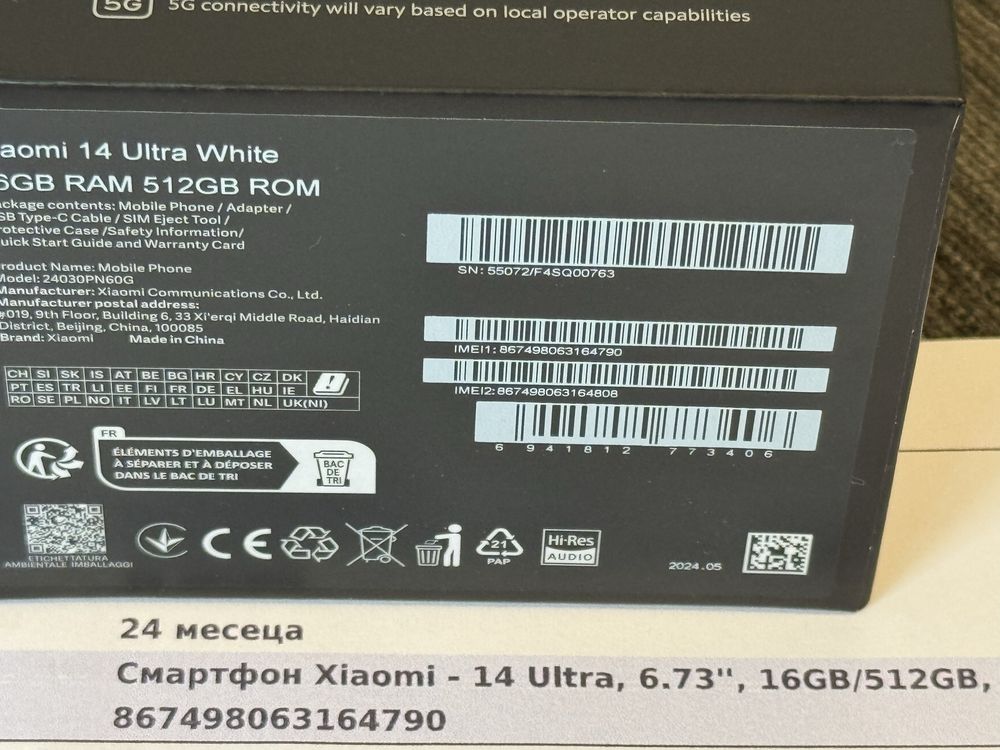 5G 5G connectivity will vary based on local operator capabilities
aomi 14 Ultra White
6GB RAM 512GB ROM
ackage contents: Mobile Phone / Adapter /
SB Type-C Cable / SIM Eject Tool /
rotective Case /Safety Information/
uick Start Guide and Warranty Card
roduct Name: Mobile Phone
Model: 24030PN60G
Manufacturer: Xiaomi Communications Co., Ltd.
Manufacturer postal address:
#019, 9th Floor, Building 6, 33 Xi'erqi Middle Road, Haidian
District, Beijing, China, 100085
Brand: Xiaomi Made in China
SN: 55072/F4SQ00763
IMEI1: 867498063164790
IMEI2: 867498063164808
6 941812 773406
CH SI SK IS AT BE BG HR CY CZ DK
PT ES TR LI EE FI FR DE EL HU IE
RO SE PL NO IT LV LT LU MT NL UK(NI)
FR
ÉLÉMENTS D'EMBALLAGE
À SÉPARER ET À DÉPOSER
DANS LE BAC DE TRI
BAC
DE
TRI
ETICHETTATURA
AMBIENTALE IMBALLAGGI
CE
21
PAP
Hi-Res
AUDIO
2024.05
24 месеца
Смартфон Xiaomi - 14 Ultra, 6.73'', 16GB/512GB,
867498063164790